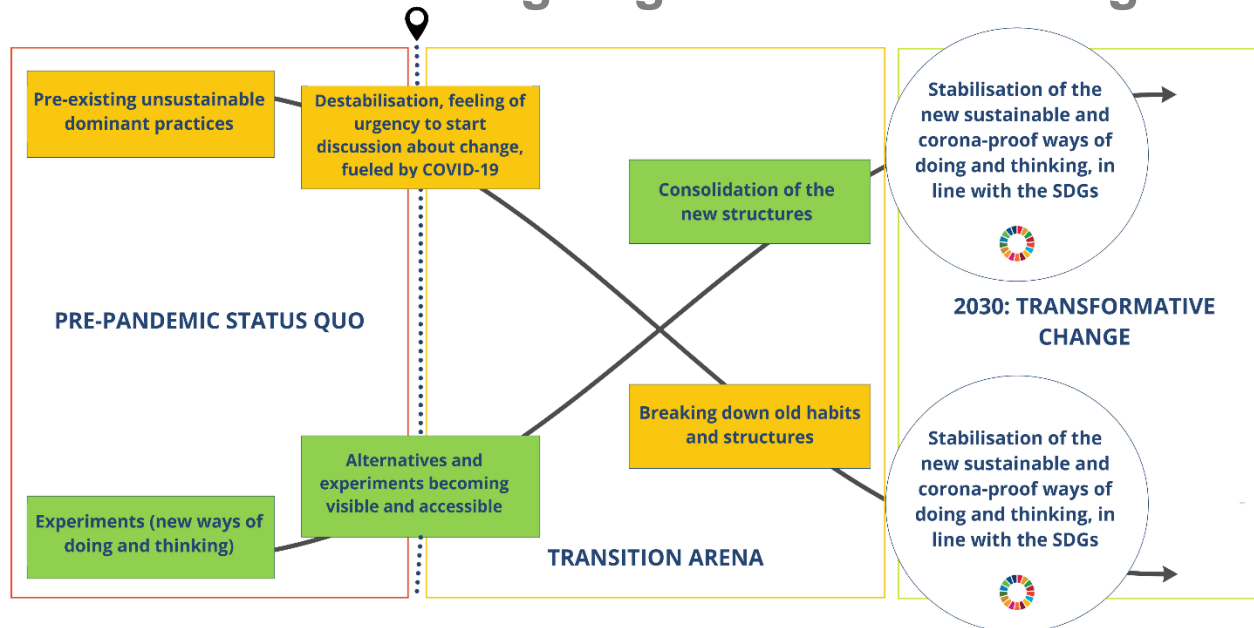 Pre-existing unsustainable
dominant practices
Destabilisation, feeling of
urgency to start
discussion about change,
fueled by COVID-19
Consolidation of the
new structures
Stabilisation of the
new sustainable and
corona-proof ways of
doing and thinking, in
line with the SDGs
PRE-PANDEMIC STATUS QUO
2030: TRANSFORMATIVE
CHANGE
Breaking down old habits
and structures
Alternatives and
experiments becoming
visible and accessible
Experiments (new ways of
doing and thinking)
TRANSITION ARENA
Stabilisation of the
new sustainable and
corona-proof ways of
doing and thinking, in
line with the SDGs